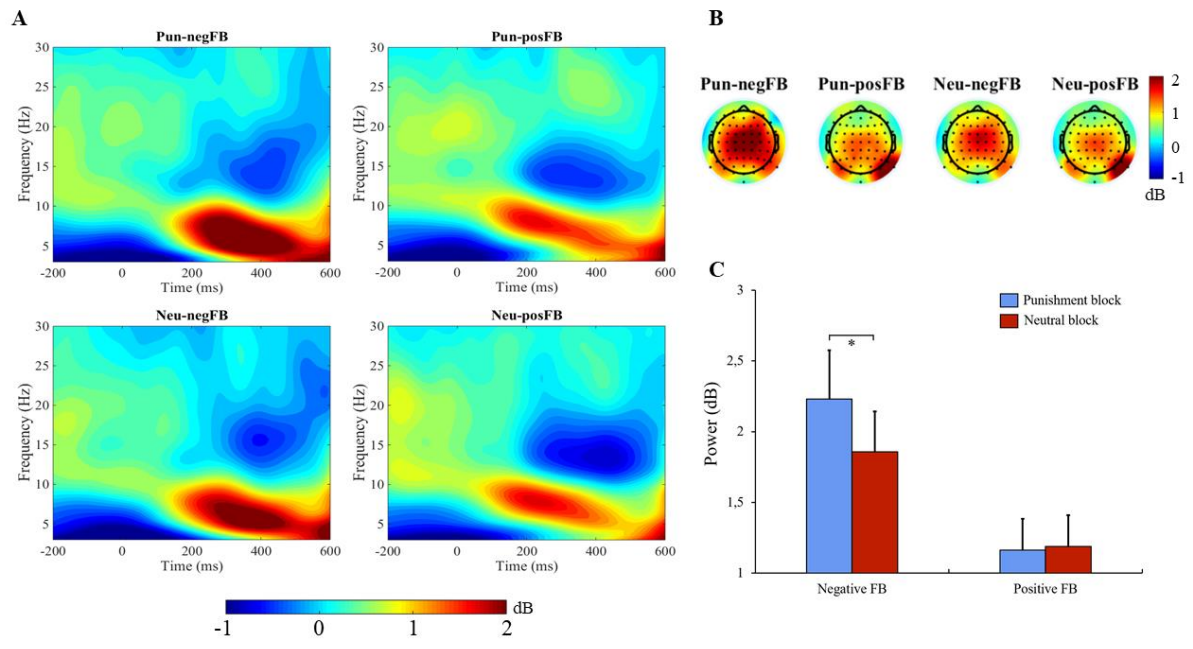 A
Pun-negFB
Frequency (Hz)
30
25
20
15
10
5
-200 0 200 400 600
Time (ms)
Pun-posFB
Frequency (Hz)
30
25
20
15
10
5
-200 0 200 400 600
Time (ms)
Neu-negFB
Frequency (Hz)
30
25
20
15
10
5
-200 0 200 400 600
Time (ms)
Neu-posFB
Frequency (Hz)
30
25
20
15
10
5
-200 0 200 400 600
Time (ms)
dB
-1 0 1 2
B
Pun-negFB Pun-posFB Neu-negFB Neu-posFB
2
1
0
-1
dB
C
Power (dB)
3
2,5
2
1,5
1
Punishment block
Neutral block
*
Negative FB Positive FB